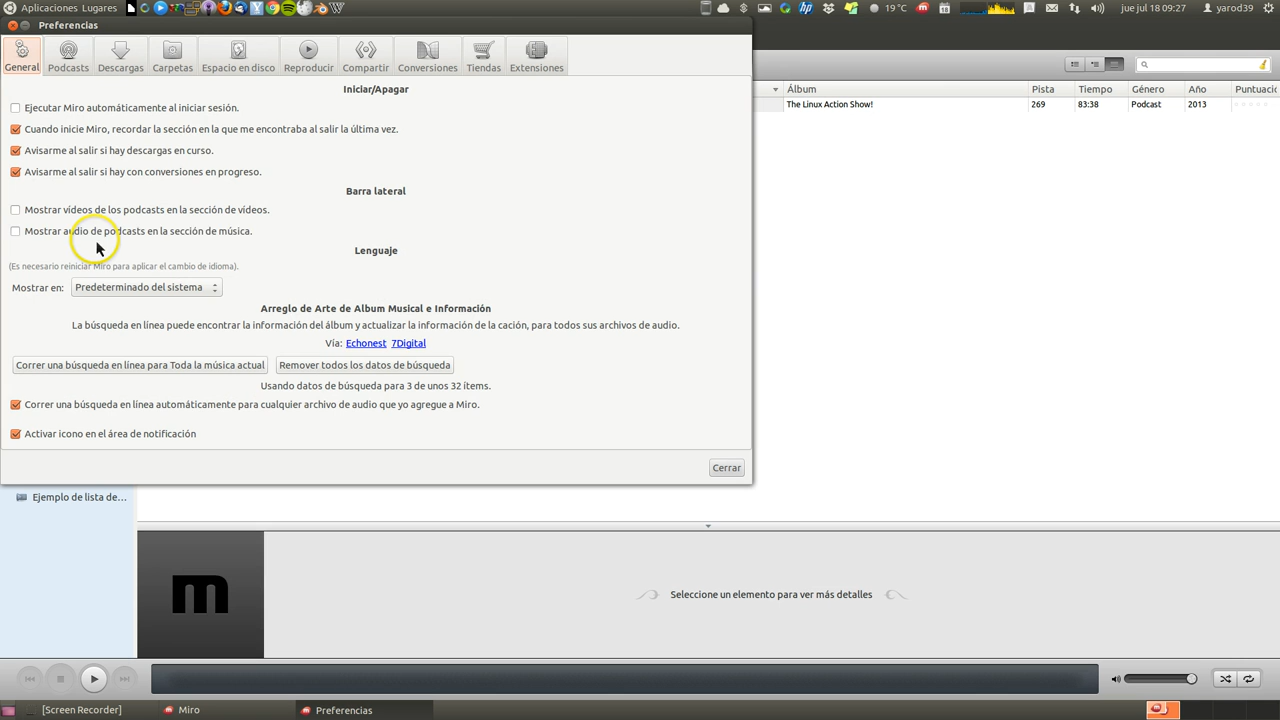 Aplicaciones Lugares
19 °C
jue jul 18 09:27
yarod39
Preferencias
General
Podcasts
Descargas
Carpetas
Espacio en disco
Reproducir
Compartir
Conversiones
Tiendas
Extensiones
Iniciar/Apagar
Ejecutar Miro automáticamente al iniciar sesión.
Cuando inicie Miro, recordar la sección en la que me encontraba al salir la última vez.
Avisarme al salir si hay descargas en curso.
Avisarme al salir si hay con conversiones en progreso.
Barra lateral
Mostrar vídeos de los podcasts en la sección de vídeos.
Mostrar audio de podcasts en la sección de música.
Lenguaje
(Es necesario reiniciar Miro para aplicar el cambio de idioma).
Mostrar en: Predeterminado del sistema
Arreglo de Arte de Album Musical e Información
La búsqueda en línea puede encontrar la información del álbum y actualizar la información de la cación, para todos sus archivos de audio.
Vía: Echonest 7Digital
Correr una búsqueda en línea para Toda la música actual
Remover todos los datos de búsqueda
Usando datos de búsqueda para 3 de unos 32 ítems.
Correr una búsqueda en línea automáticamente para cualquier archivo de audio que yo agregue a Miro.
Activar icono en el área de notificación
Cerrar
Álbum Pista Tiempo Género Año Puntuació
The Linux Action Show! 269 83:38 Podcast 2013
Ejemplo de lista de...
m
Seleccione un elemento para ver más detalles
[Screen Recorder]
Miro
Preferencias